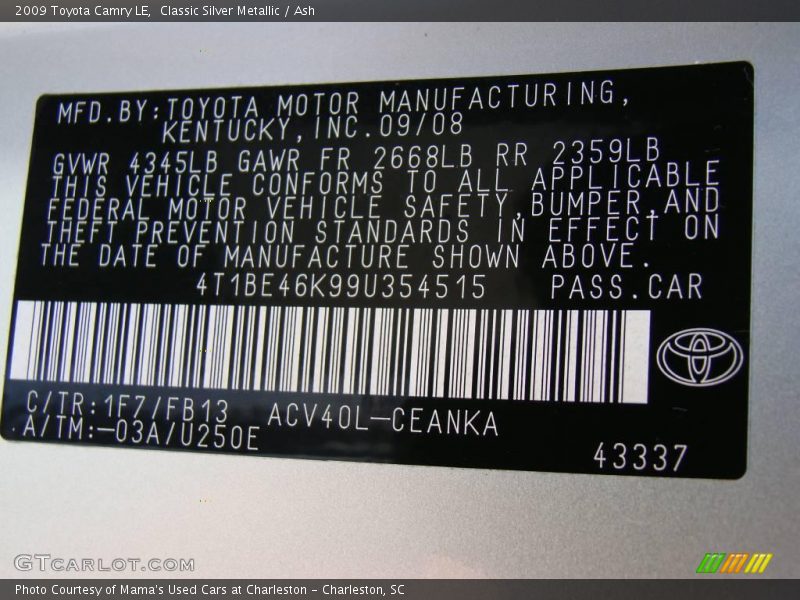 2009 Toyota Camry LE,  Classic Silver Metallic / Ash
MFD.BY:TOYOTA MOTOR MANUFACTURING,
KENTUCKY,INC.09/08
GVWR 4345LB GAWR FR 2668LB RR 2359LB
THIS VEHICLE CONFORMS TO ALL APPLICABLE
FEDERAL MOTOR VEHICLE SAFETY,BUMPER,AND
THEFT PREVENTION STANDARDS IN EFFECT ON
THE DATE OF MANUFACTURE SHOWN ABOVE.
4T1BE46K99U354515 PASS.CAR
C/TR:1F7/FB13 ACV40L-CEANKA
A/TM:-03A/U250E
43337
GTCARLOT.COM
Photo Courtesy of Mama's Used Cars at Charleston - Charleston, SC